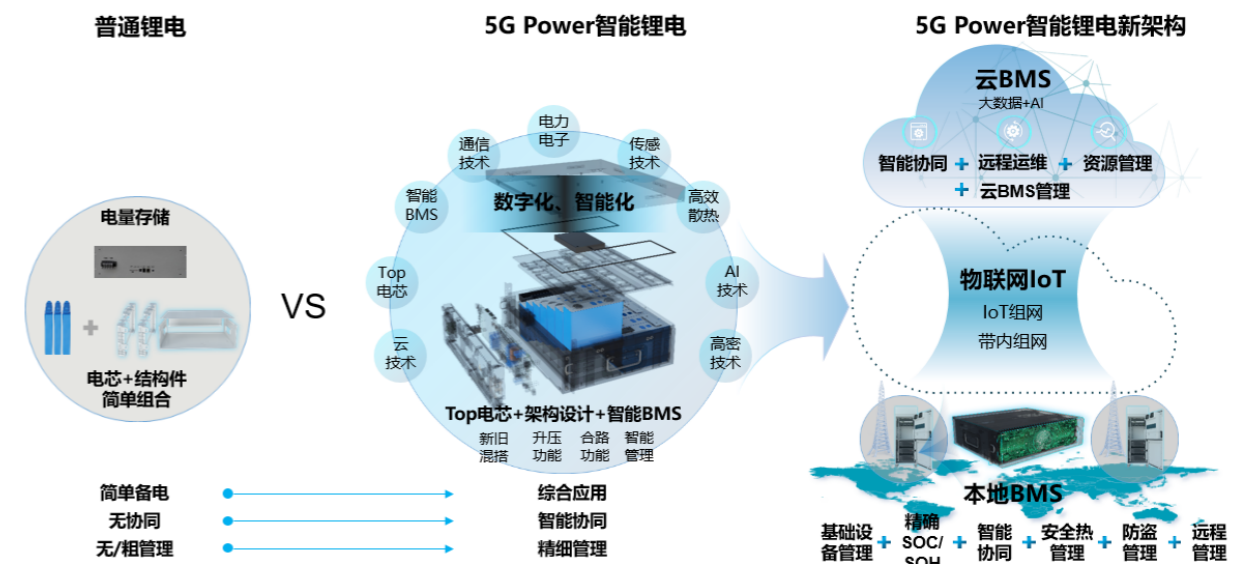 普通锂电
5G Power智能锂电
5G Power智能锂电新架构
电量存储
电芯+结构件
简单组合
VS
电力
电子
通信
技术
传感
技术
智能
BMS
数字化、智能化
高效
散热
Top
电芯
AI
技术
云
技术
高密
技术
Top电芯+架构设计+智能BMS
新旧
混搭
升压
功能
合路
功能
智能
管理
简单备电
综合应用
无协同
智能协同
无/粗管理
精细管理
云BMS
大数据+AI
智能协同 + 远程运维 + 资源管理
+ 云BMS管理
物联网IoT
IoT组网
带内组网
本地BMS
基础设
备管理
+
精确
SOC/
SOH
+
智能
协同
+
安全热
管理
+
防盗
管理
+
远程
管理